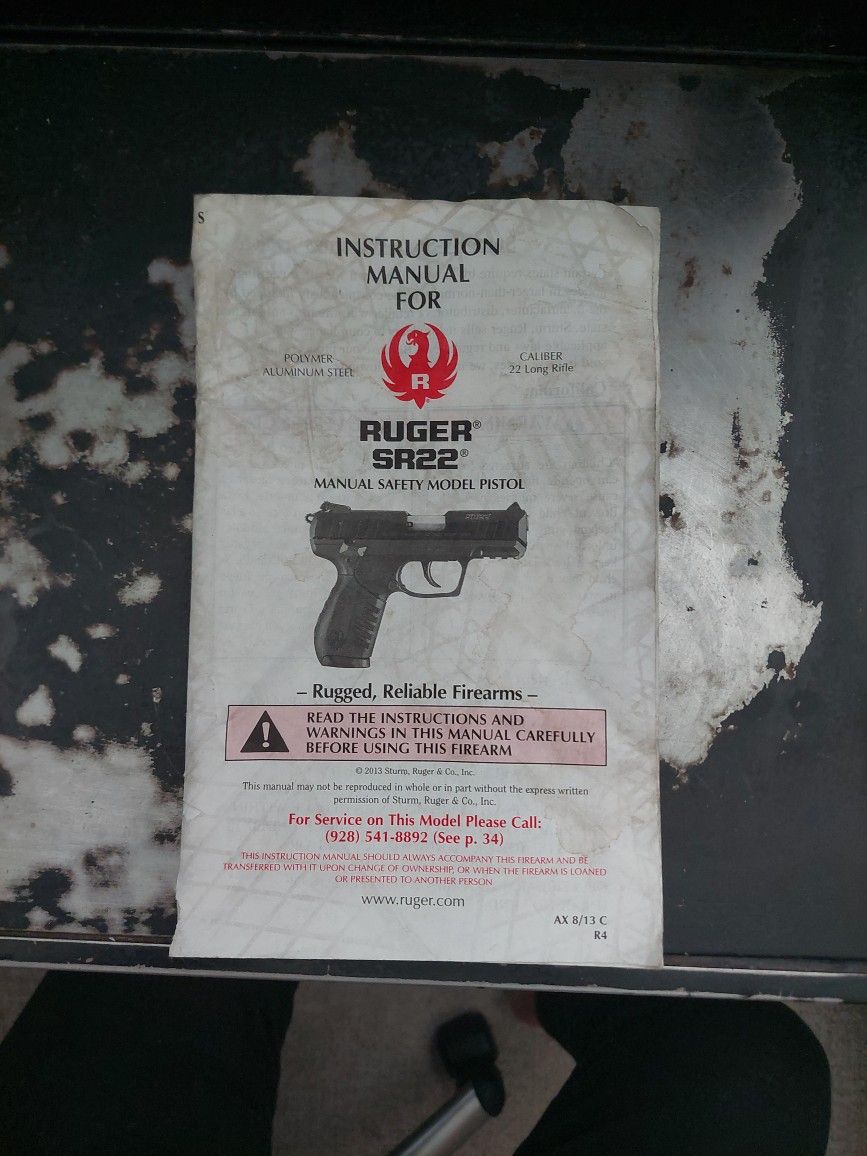 S
INSTRUCTION
MANUAL
FOR
POLYMER
ALUMINUM STEEL
CALIBER
22 Long Rifle
R
RUGER®
SR22®
MANUAL SAFETY MODEL PISTOL
RUGER
– Rugged, Reliable Firearms –
READ THE INSTRUCTIONS AND
WARNINGS IN THIS MANUAL CAREFULLY
BEFORE USING THIS FIREARM
© 2013 Sturm, Ruger & Co., Inc.
This manual may not be reproduced in whole or in part without the express written
permission of Sturm, Ruger & Co., Inc.
For Service on This Model Please Call:
(928) 541-8892 (See p. 34)
THIS INSTRUCTION MANUAL SHOULD ALWAYS ACCOMPANY THIS FIREARM AND BE
TRANSFERRED WITH IT UPON CHANGE OF OWNERSHIP, OR WHEN THE FIREARM IS LOANED
OR PRESENTED TO ANOTHER PERSON
www.ruger.com
AX 8/13 C
R4